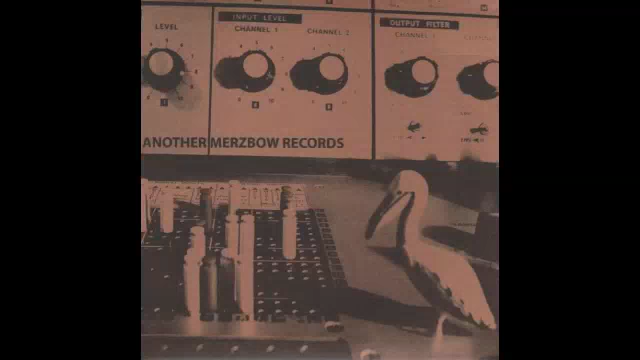 LEVEL
INPUT LEVEL
CHANNEL 1
CHANNEL 2
OUTPUT FILTER
CHANNEL 1
ANOTHER MERZBOW RECORDS